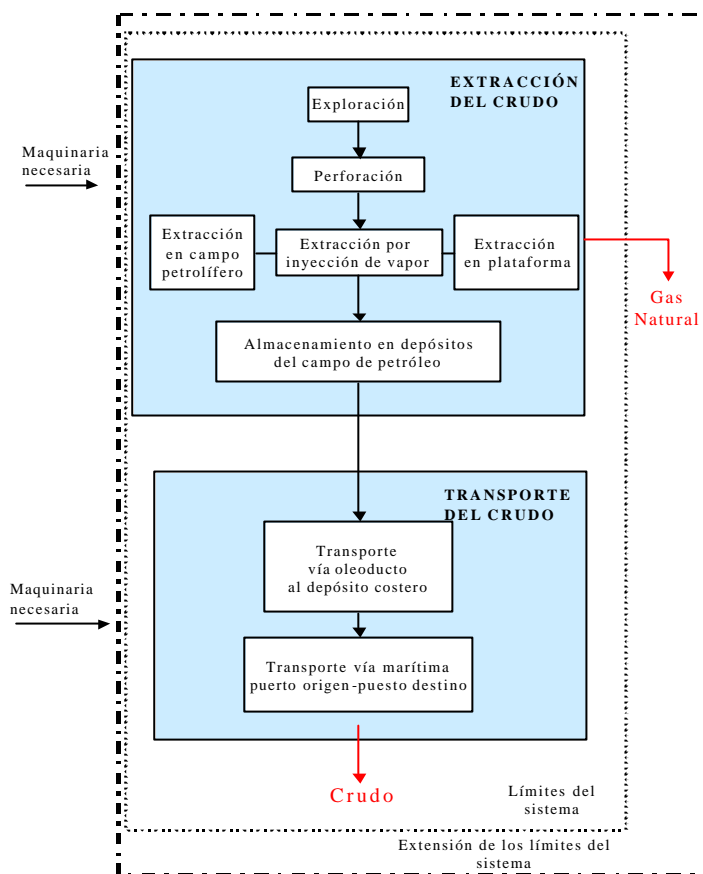 EXTRACCIÓN
DEL CRUDO
Exploración
Maquinaria
necesaria
Perforación
Extracción
en campo
petrolífero
Extracción por
inyección de vapor
Extracción
en plataforma
Gas
Natural
Almacenamiento en depósitos
del campo de petróleo
TRANSPORTE
DEL CRUDO
Transporte
vía oleoducto
al depósito costero
Maquinaria
necesaria
Transporte vía marítima
puerto origen-puesto destino
Crudo
Límites del
sistema
Extensión de los límites del
sistema